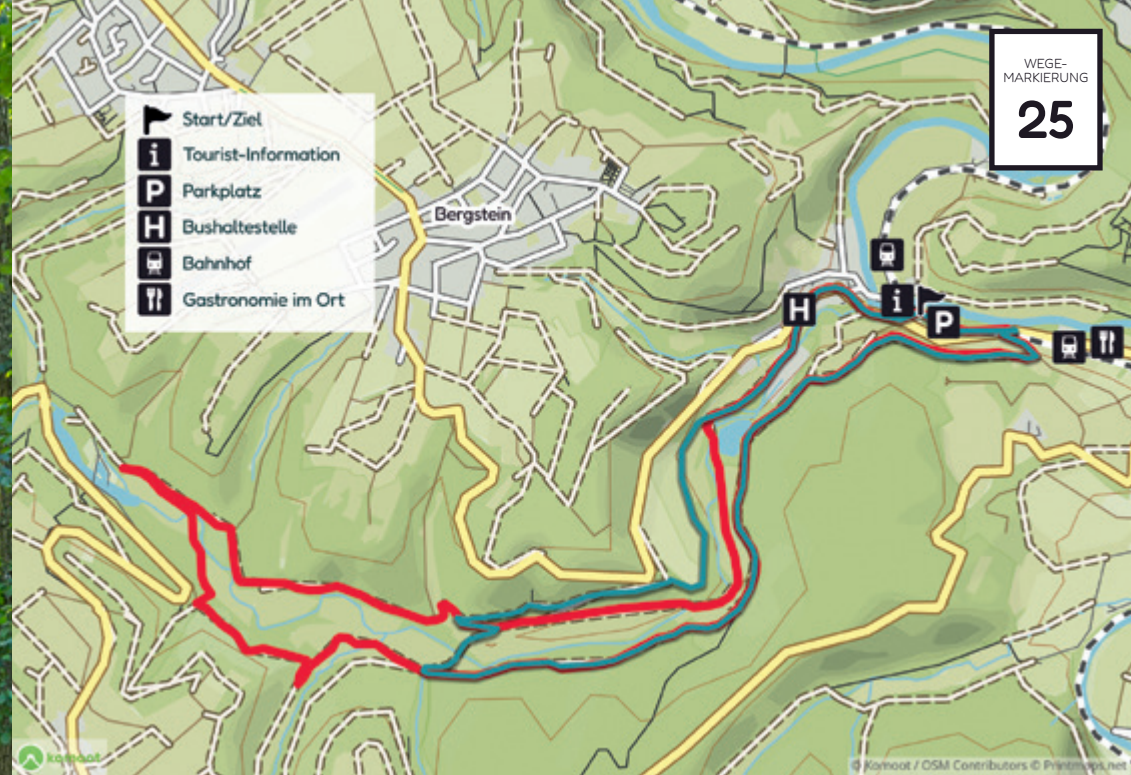 WEGE-
MARKIERUNG
25
Start/Ziel
i Tourist-Information
P Parkplatz
H Bushaltestelle
Bahnhof
Gastronomie im Ort
Bergstein
H
i
P
komoot
© Komoot / OSM Contributors © Printmaps.net